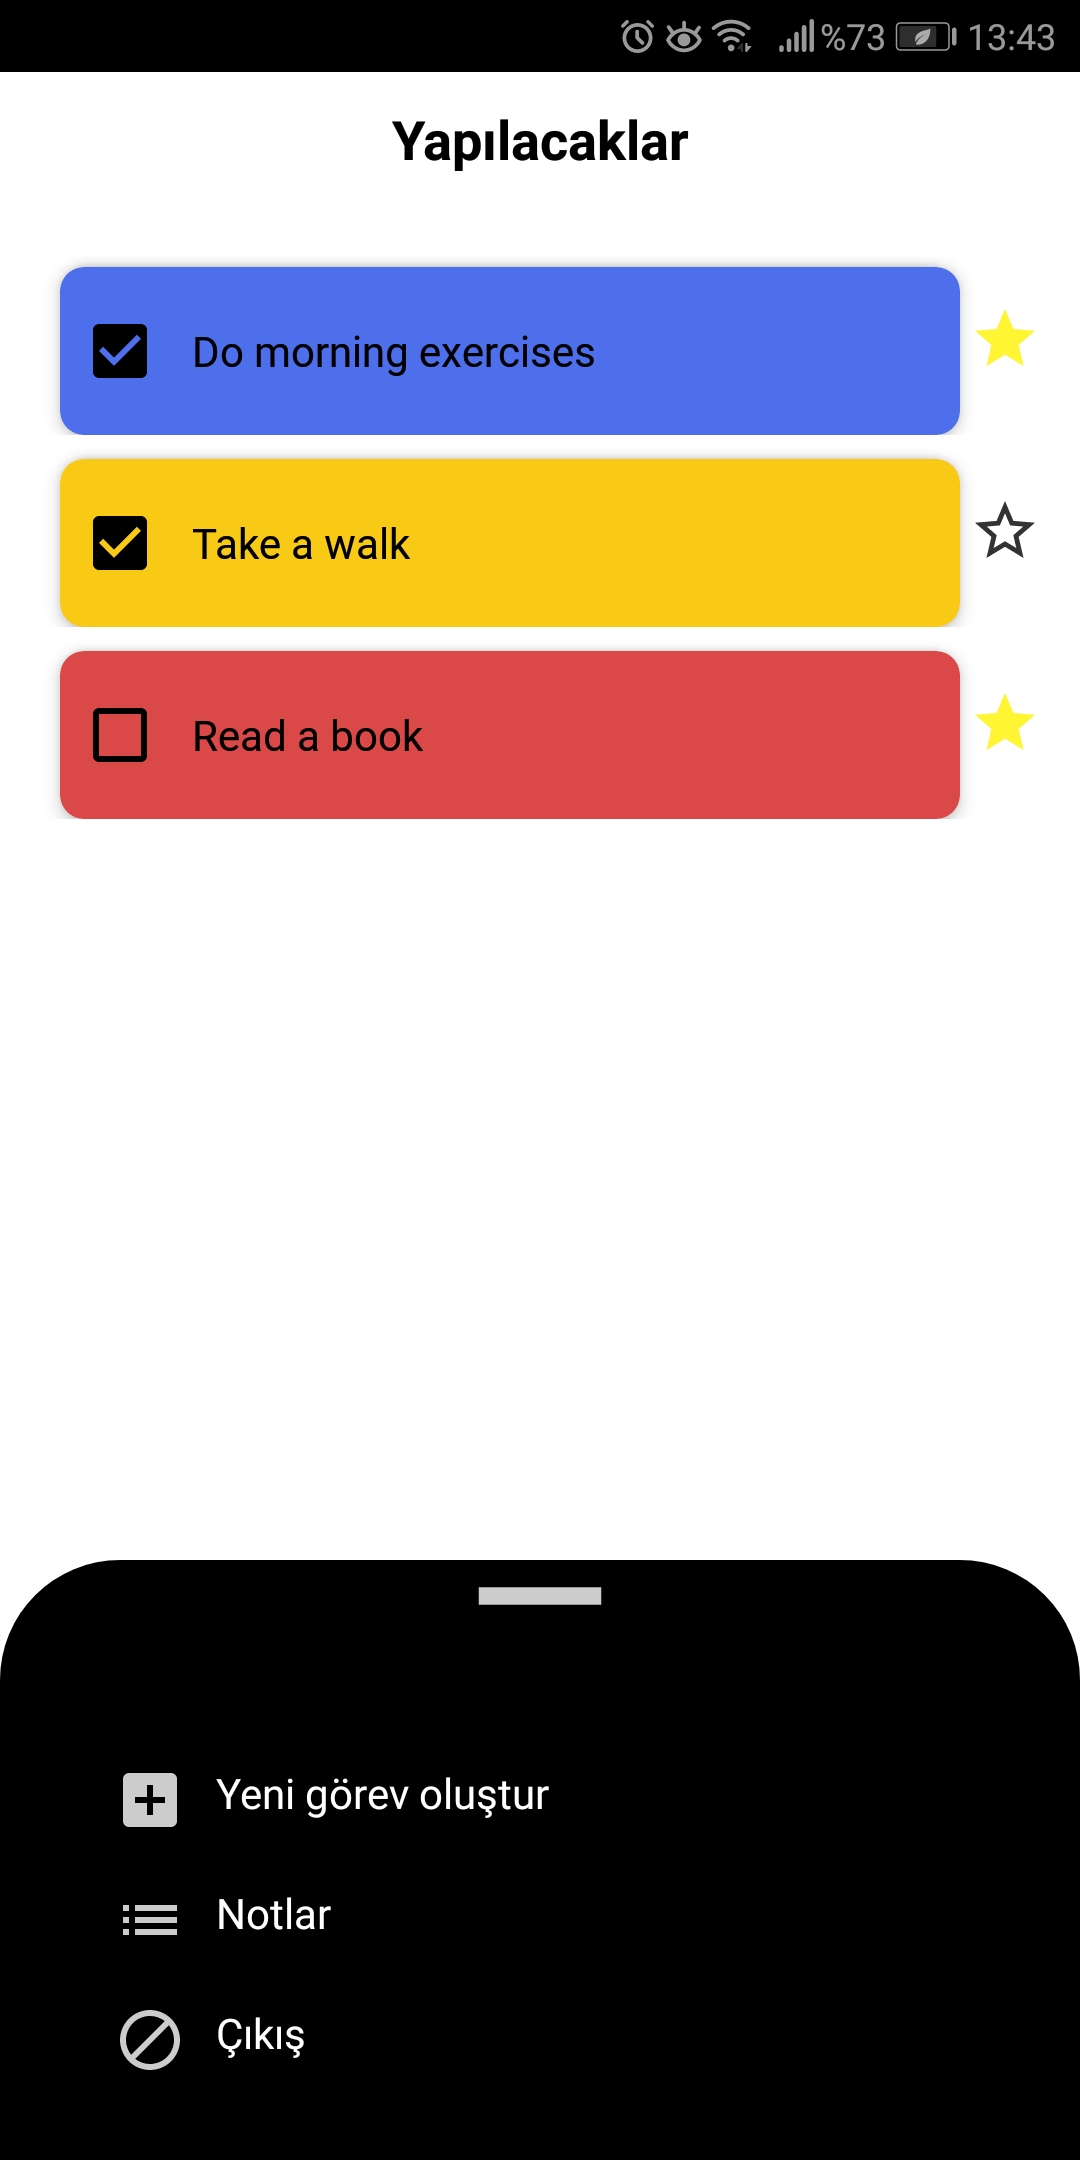 %73 13:43
Yapılacaklar
Do morning exercises
Take a walk
Read a book
Yeni görev oluştur
Notlar
Çıkış